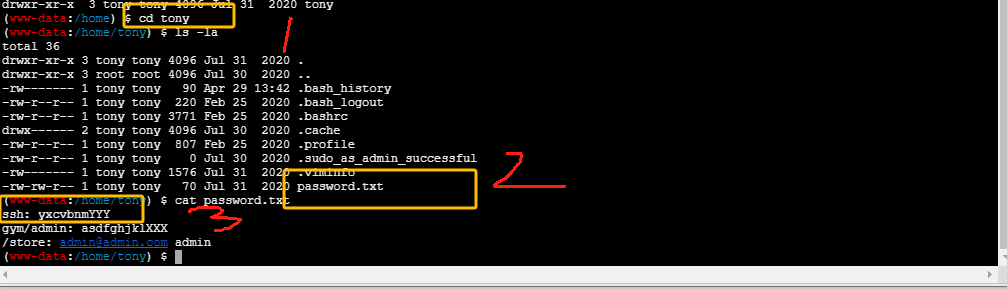 drwxr-xr-x  3 tony tony 4096 Jul 31  2020 tony
(www-data:/home) $ cd tony
(www-data:/home/tony) $ ls -la
total 36
drwxr-xr-x 3 tony tony 4096 Jul 31  2020 .
drwxr-xr-x 3 root root 4096 Jul 30  2020 ..
-rw------- 1 tony tony   90 Apr 29 13:42 .bash_history
-rw-r--r-- 1 tony tony  220 Feb 25  2020 .bash_logout
-rw-r--r-- 1 tony tony 3771 Feb 25  2020 .bashrc
drwx------ 2 tony tony 4096 Jul 30  2020 .cache
-rw-r--r-- 1 tony tony  807 Feb 25  2020 .profile
-rw-r--r-- 1 tony tony    0 Jul 30  2020 .sudo_as_admin_successful
-rw------- 1 tony tony 1576 Jul 31  2020 .viminfo
-rw-rw-r-- 1 tony tony   70 Jul 31  2020 password.txt
(www-data:/home/tony) $ cat password.txt
ssh: yxcvbnmYYY
gym/admin: asdfghjklXXX
/store: admin@admin.com admin
(www-data:/home/tony) $
1
2
3